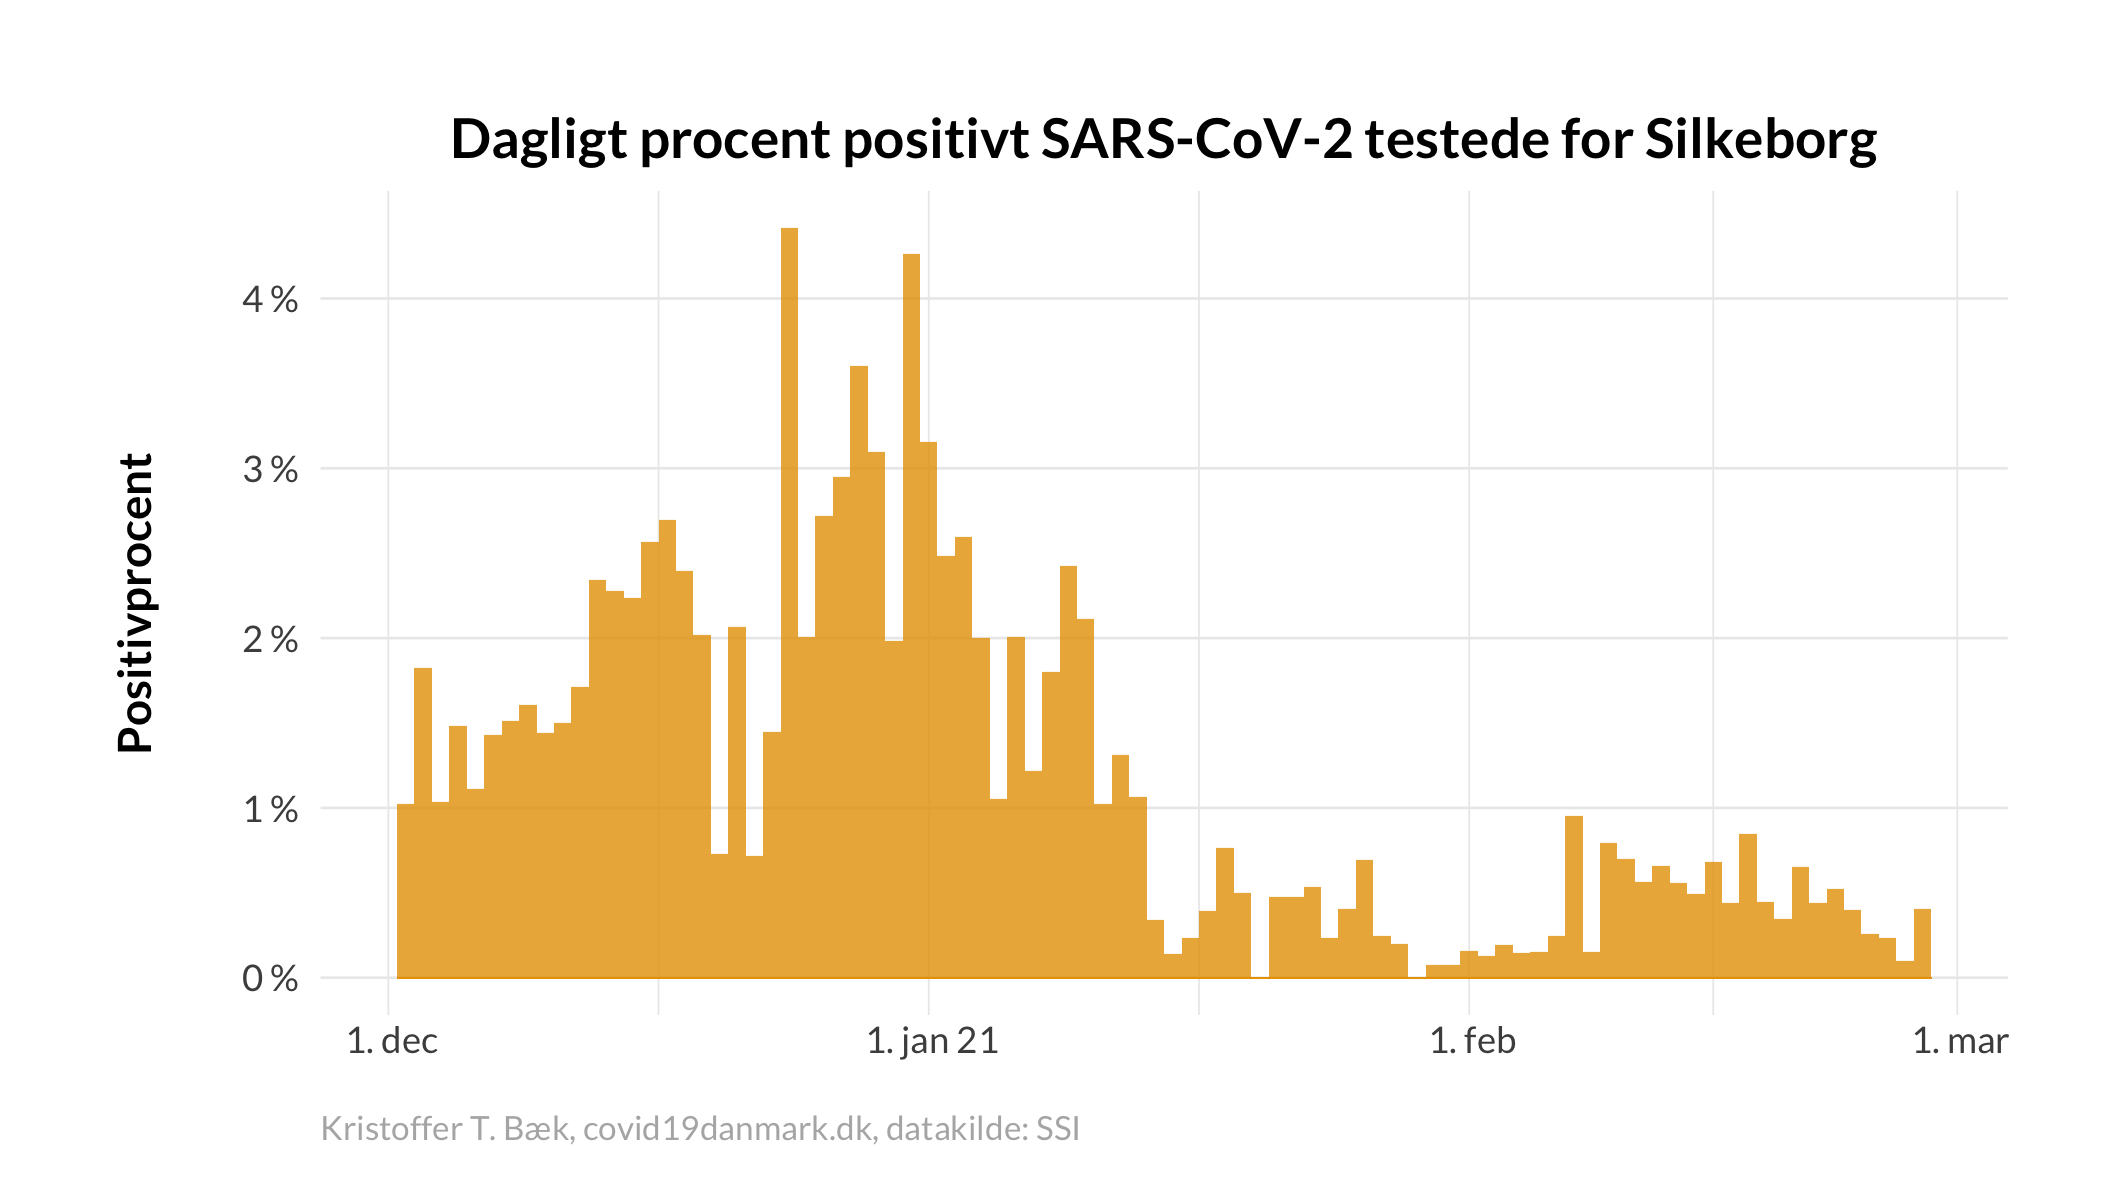 Dagligt procent positivt SARS-CoV-2 testede for Silkeborg
Positivprocent
4 %
3 %
2 %
1 %
0 %
1. dec
1. jan 21
1. feb
1. mar
Kristoffer T. Bæk, covid19danmark.dk, datakilde: SSI